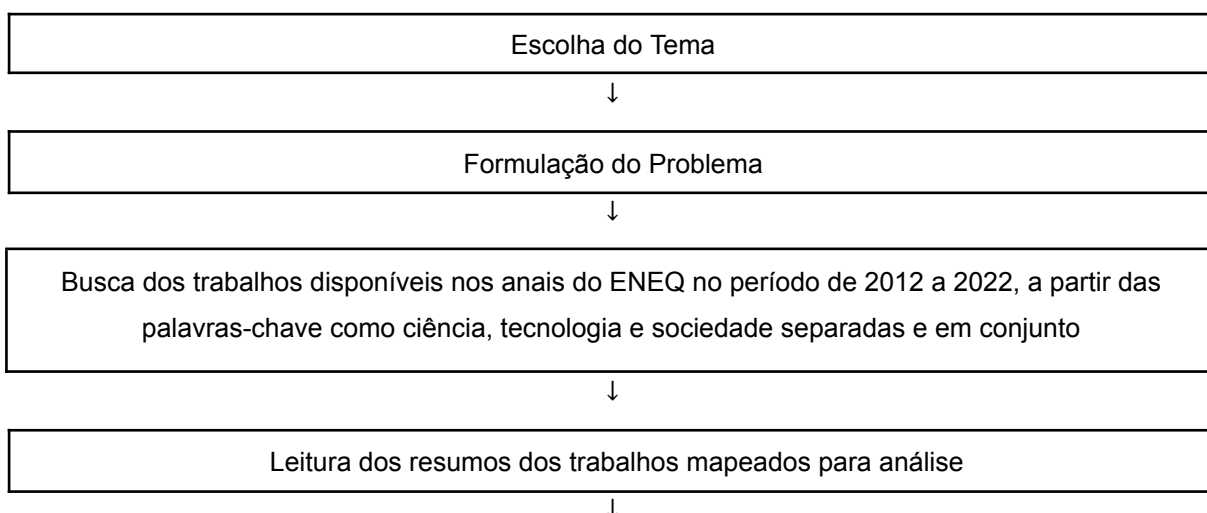 Escolha do Tema
↓
Formulação do Problema
↓
Busca dos trabalhos disponíveis nos anais do ENEQ no período de 2012 a 2022, a partir das
palavras-chave como ciência, tecnologia e sociedade separadas e em conjunto
↓
Leitura dos resumos dos trabalhos mapeados para análise
↓